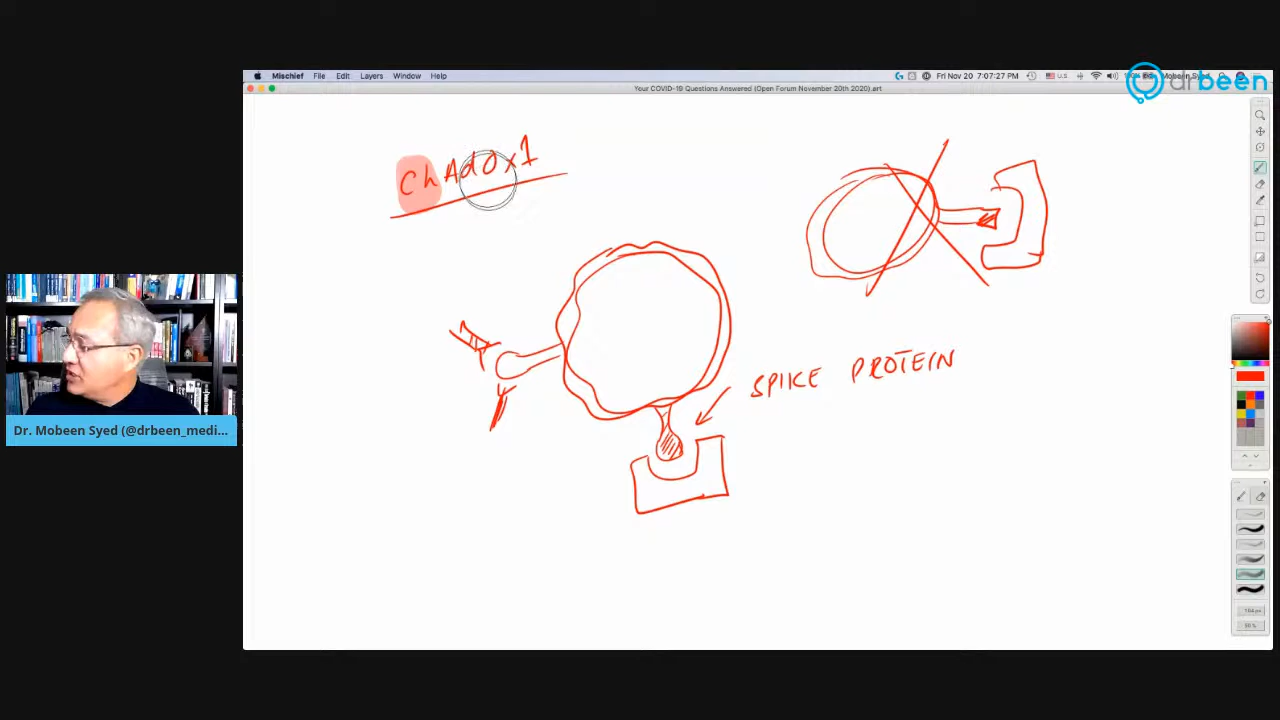 Mischief File Edit Layers Window Help
Fri Nov 20 7:07:27 PM
drbeen
Your COVID-19 Questions Answered (Open Forum November 20th 2020).art
ChAdOx1
SPIKE PROTEIN
Dr. Mobeen Syed (@drbeen_medi...